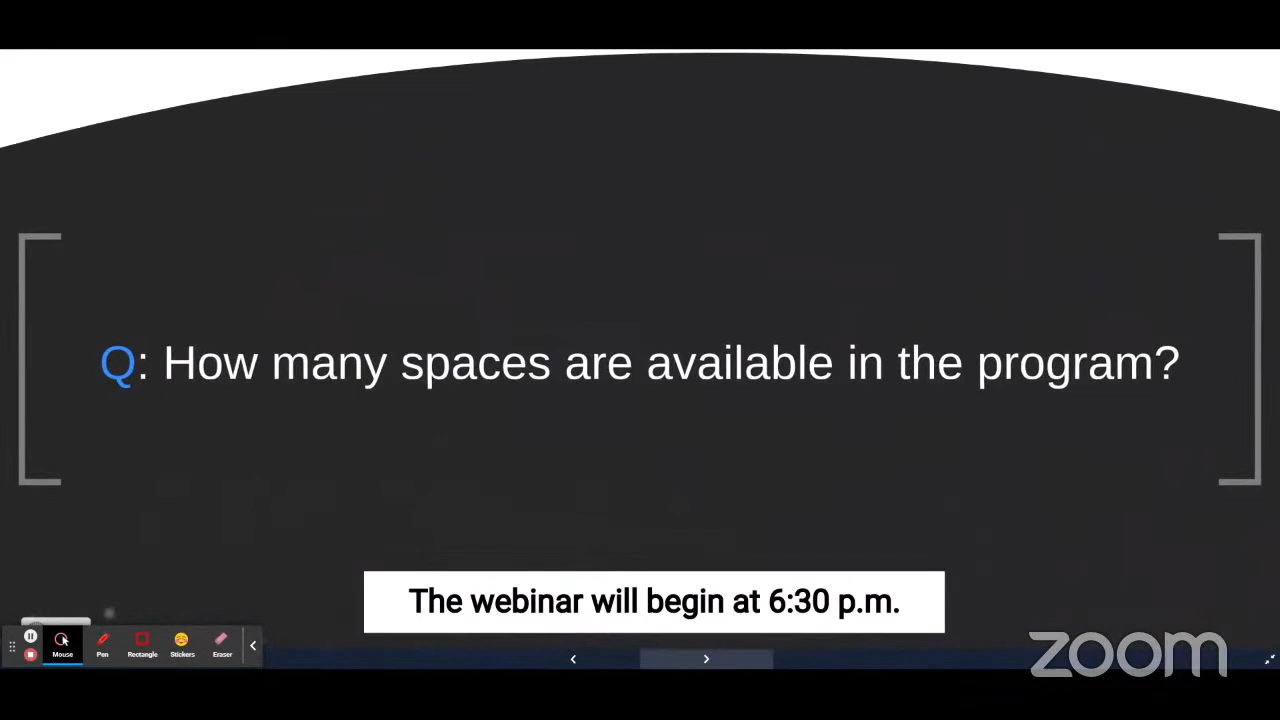 Q: How many spaces are available in the program?
The webinar will begin at 6:30 p.m.
Mouse Pen Rectangle Stickers Eraser
zoom